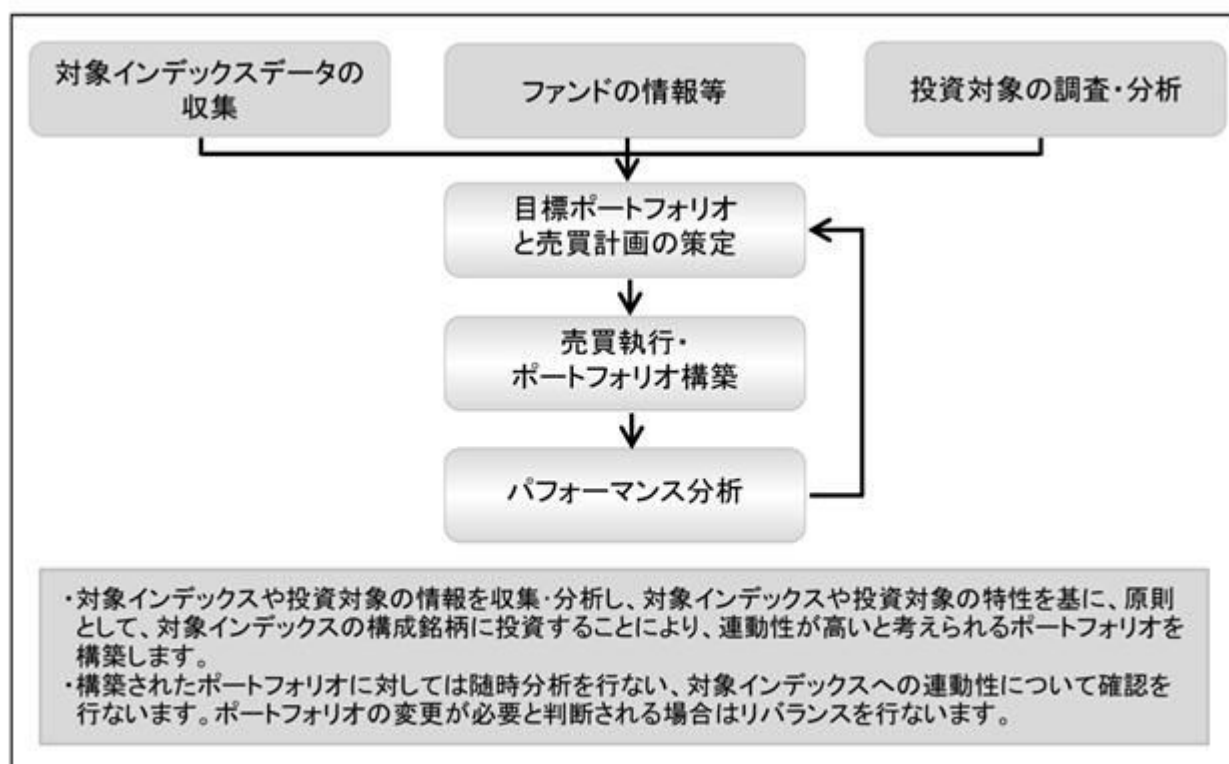 対象インデックスデータの
収集
ファンドの情報等
投資対象の調査・分析
目標ポートフォリオ
と売買計画の策定
売買執行・
ポートフォリオ構築
パフォーマンス分析
・対象インデックスや投資対象の情報を収集・分析し、対象インデックスや投資対象の特性を基に、原則
として、対象インデックスの構成銘柄に投資することにより、連動性が高いと考えられるポートフォリオを
構築します。
・構築されたポートフォリオに対しては随時分析を行ない、対象インデックスへの連動性について確認を
行ないます。ポートフォリオの変更が必要と判断される場合はリバランスを行ないます。